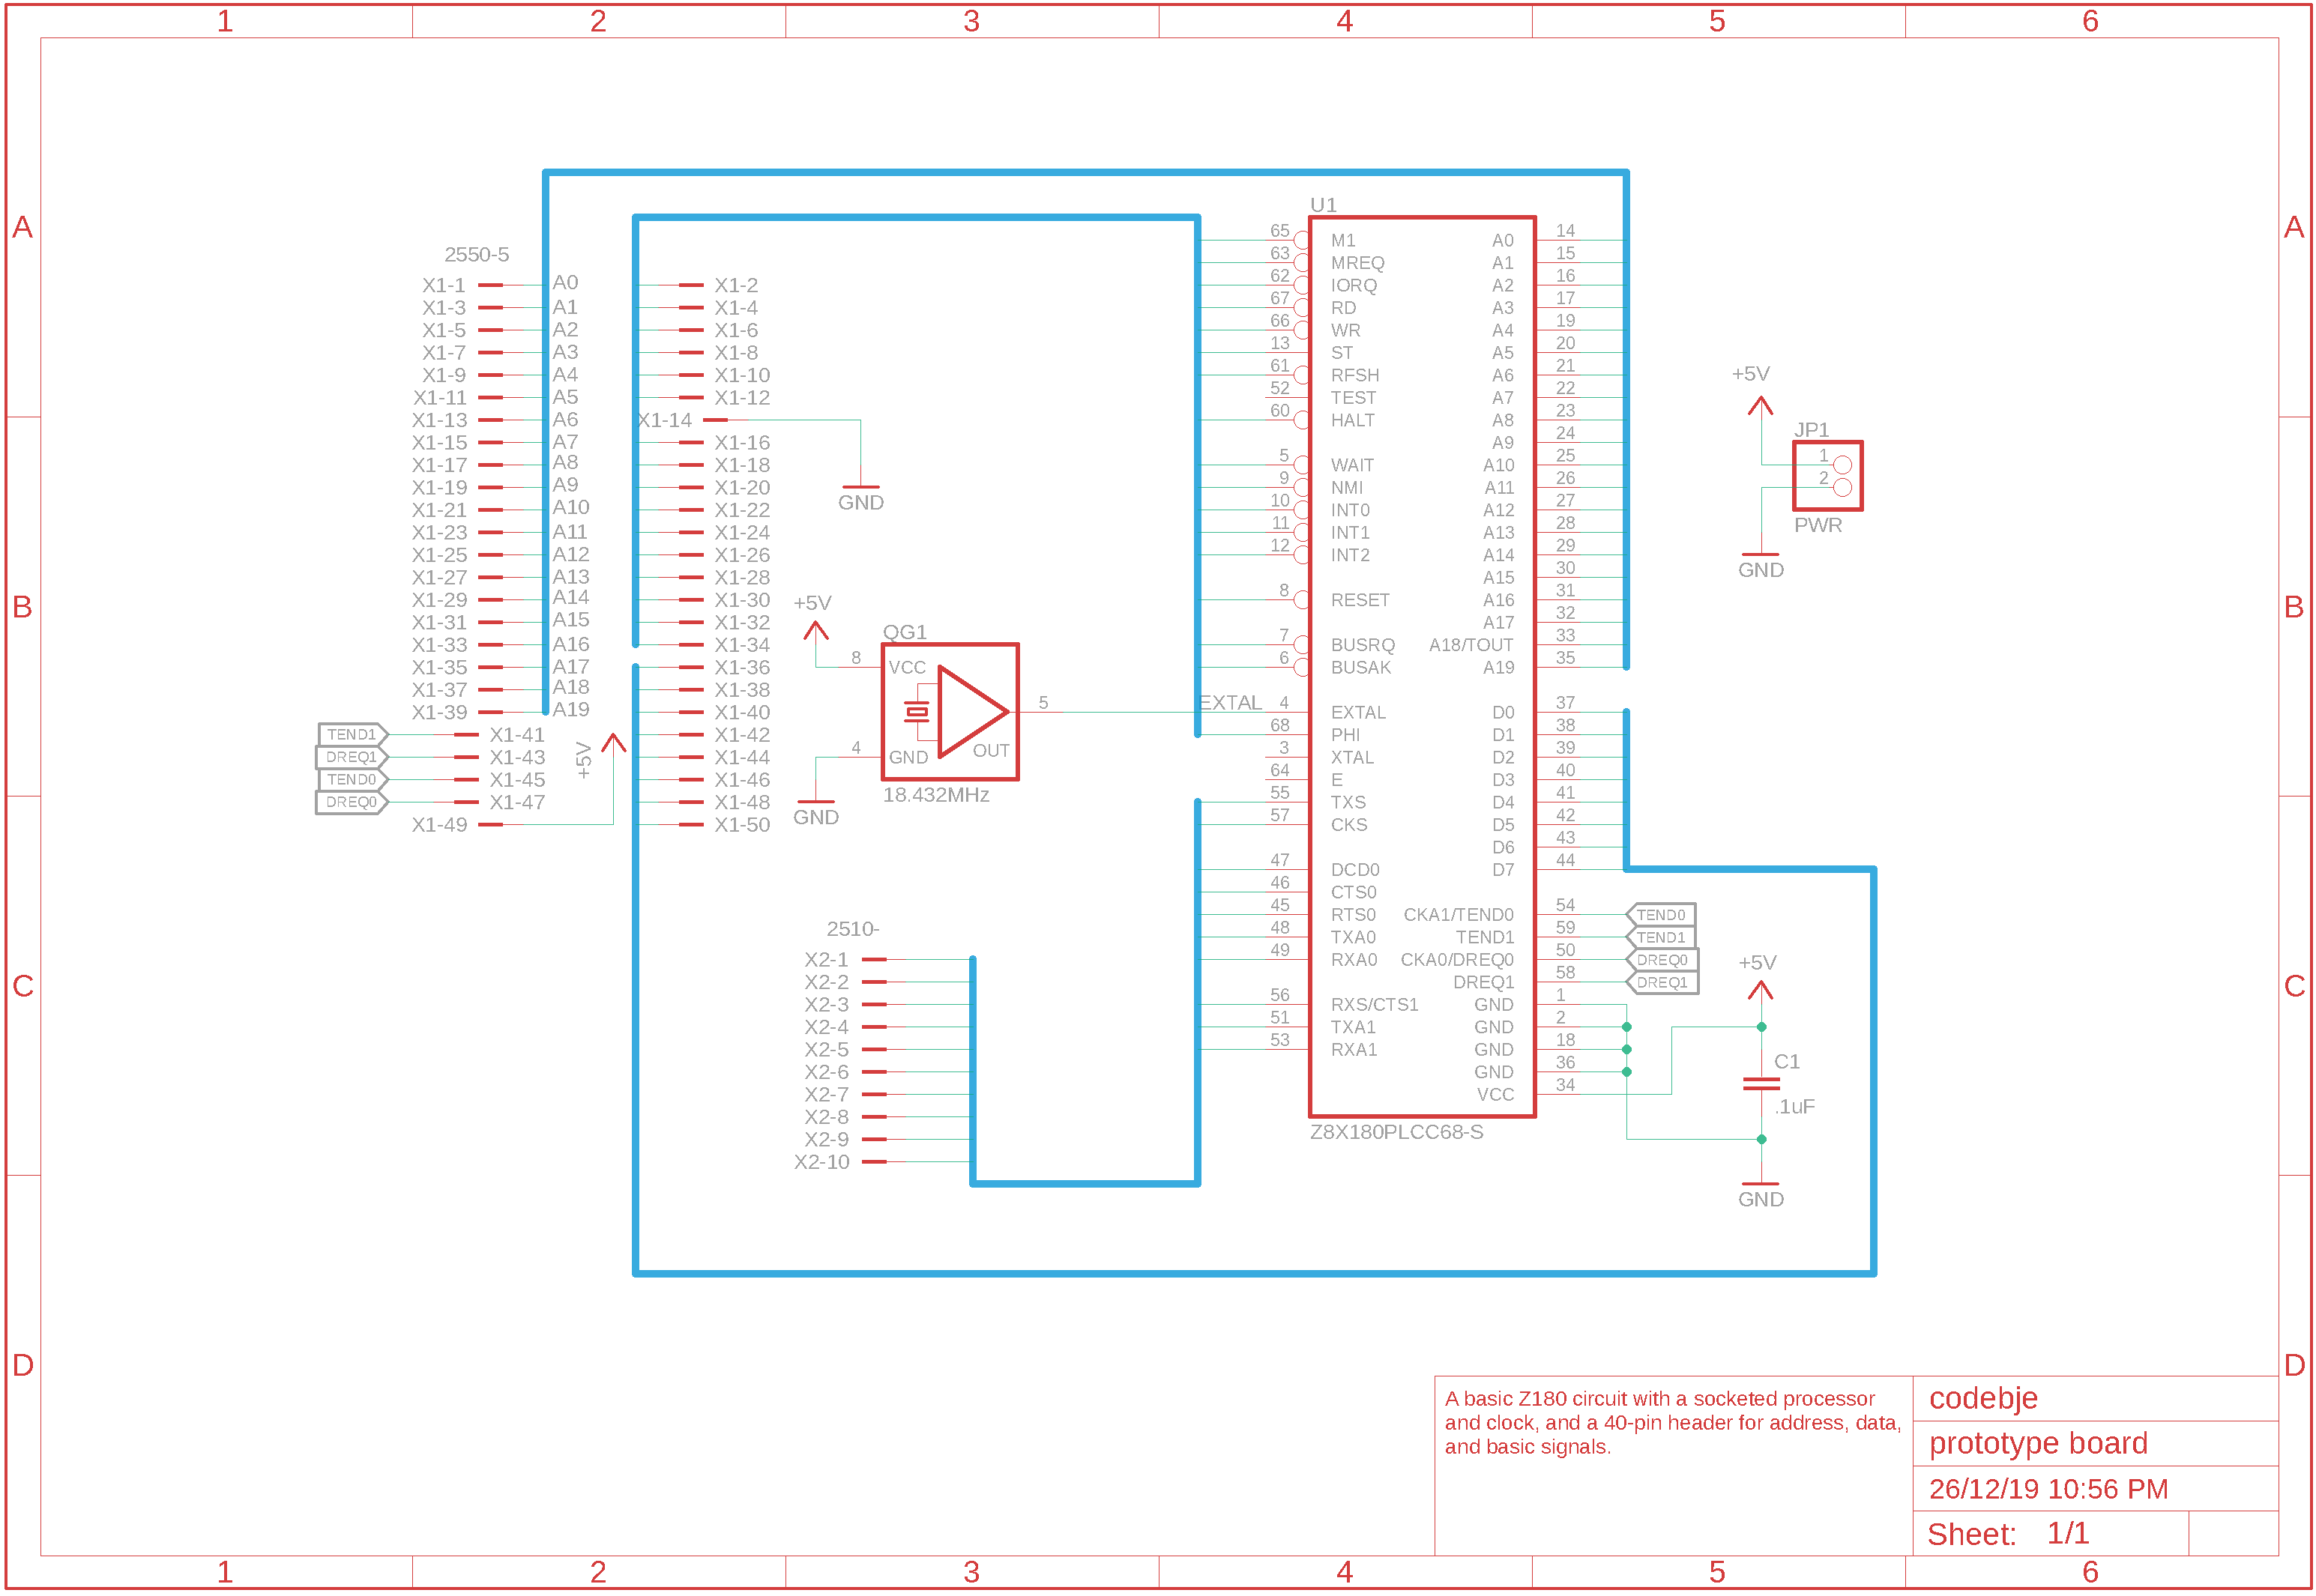 1 2 3 4 5 6
A A
B B
C C
D D
2550-5
X1-1 A0 X1-2
X1-3 A1 X1-4
X1-5 A2 X1-6
X1-7 A3 X1-8
X1-9 A4 X1-10
X1-11 A5 X1-12
X1-13 A6 X1-14
X1-15 A7 X1-16
X1-17 A8 X1-18
X1-19 A9 X1-20
X1-21 A10 X1-22
X1-23 A11 X1-24
X1-25 A12 X1-26
X1-27 A13 X1-28
X1-29 A14 X1-30
X1-31 A15 X1-32
X1-33 A16 X1-34
X1-35 A17 X1-36
X1-37 A18 X1-38
X1-39 A19 X1-40
TEND1 X1-41 X1-42
DREQ1 X1-43 X1-44
TEND0 X1-45 X1-46
DREQ0 X1-47 X1-48
X1-49 X1-50
+5V
GND
+5V
QG1
8 VCC
5
4 GND OUT
18.432MHz
GND
EXTAL
2510-
X2-1
X2-2
X2-3
X2-4
X2-5
X2-6
X2-7
X2-8
X2-9
X2-10
U1
65 M1 A0 14
63 MREQ A1 15
62 IORQ A2 16
67 RD A3 17
66 WR A4 19
13 ST A5 20
61 RFSH A6 21
52 TEST A7 22
60 HALT A8 23
A9 24
5 WAIT A10 25
9 NMI A11 26
10 INT0 A12 27
11 INT1 A13 28
12 INT2 A14 29
A15 30
8 RESET A16 31
A17 32
7 BUSRQ A18/TOUT 33
6 BUSAK A19 35
4 EXTAL D0 37
68 PHI D1 38
3 XTAL D2 39
64 E D3 40
55 TXS D4 41
57 CKS D5 42
D6 43
47 DCD0 D7 44
46 CTS0
45 RTS0 CKA1/TEND0 54 TEND0
48 TXA0 TEND1 59 TEND1
49 RXA0 CKA0/DREQ0 50 DREQ0
DREQ1 58 DREQ1
56 RXS/CTS1 GND 1
51 TXA1 GND 2
53 RXA1 GND 18
GND 36
VCC 34
Z8X180PLCC68-S
+5V
JP1
1
2
PWR
GND
+5V
C1
.1uF
GND
A basic Z180 circuit with a socketed processor
and clock, and a 40-pin header for address, data,
and basic signals.
codebje
prototype board
26/12/19 10:56 PM
Sheet: 1/1
1 2 3 4 5 6